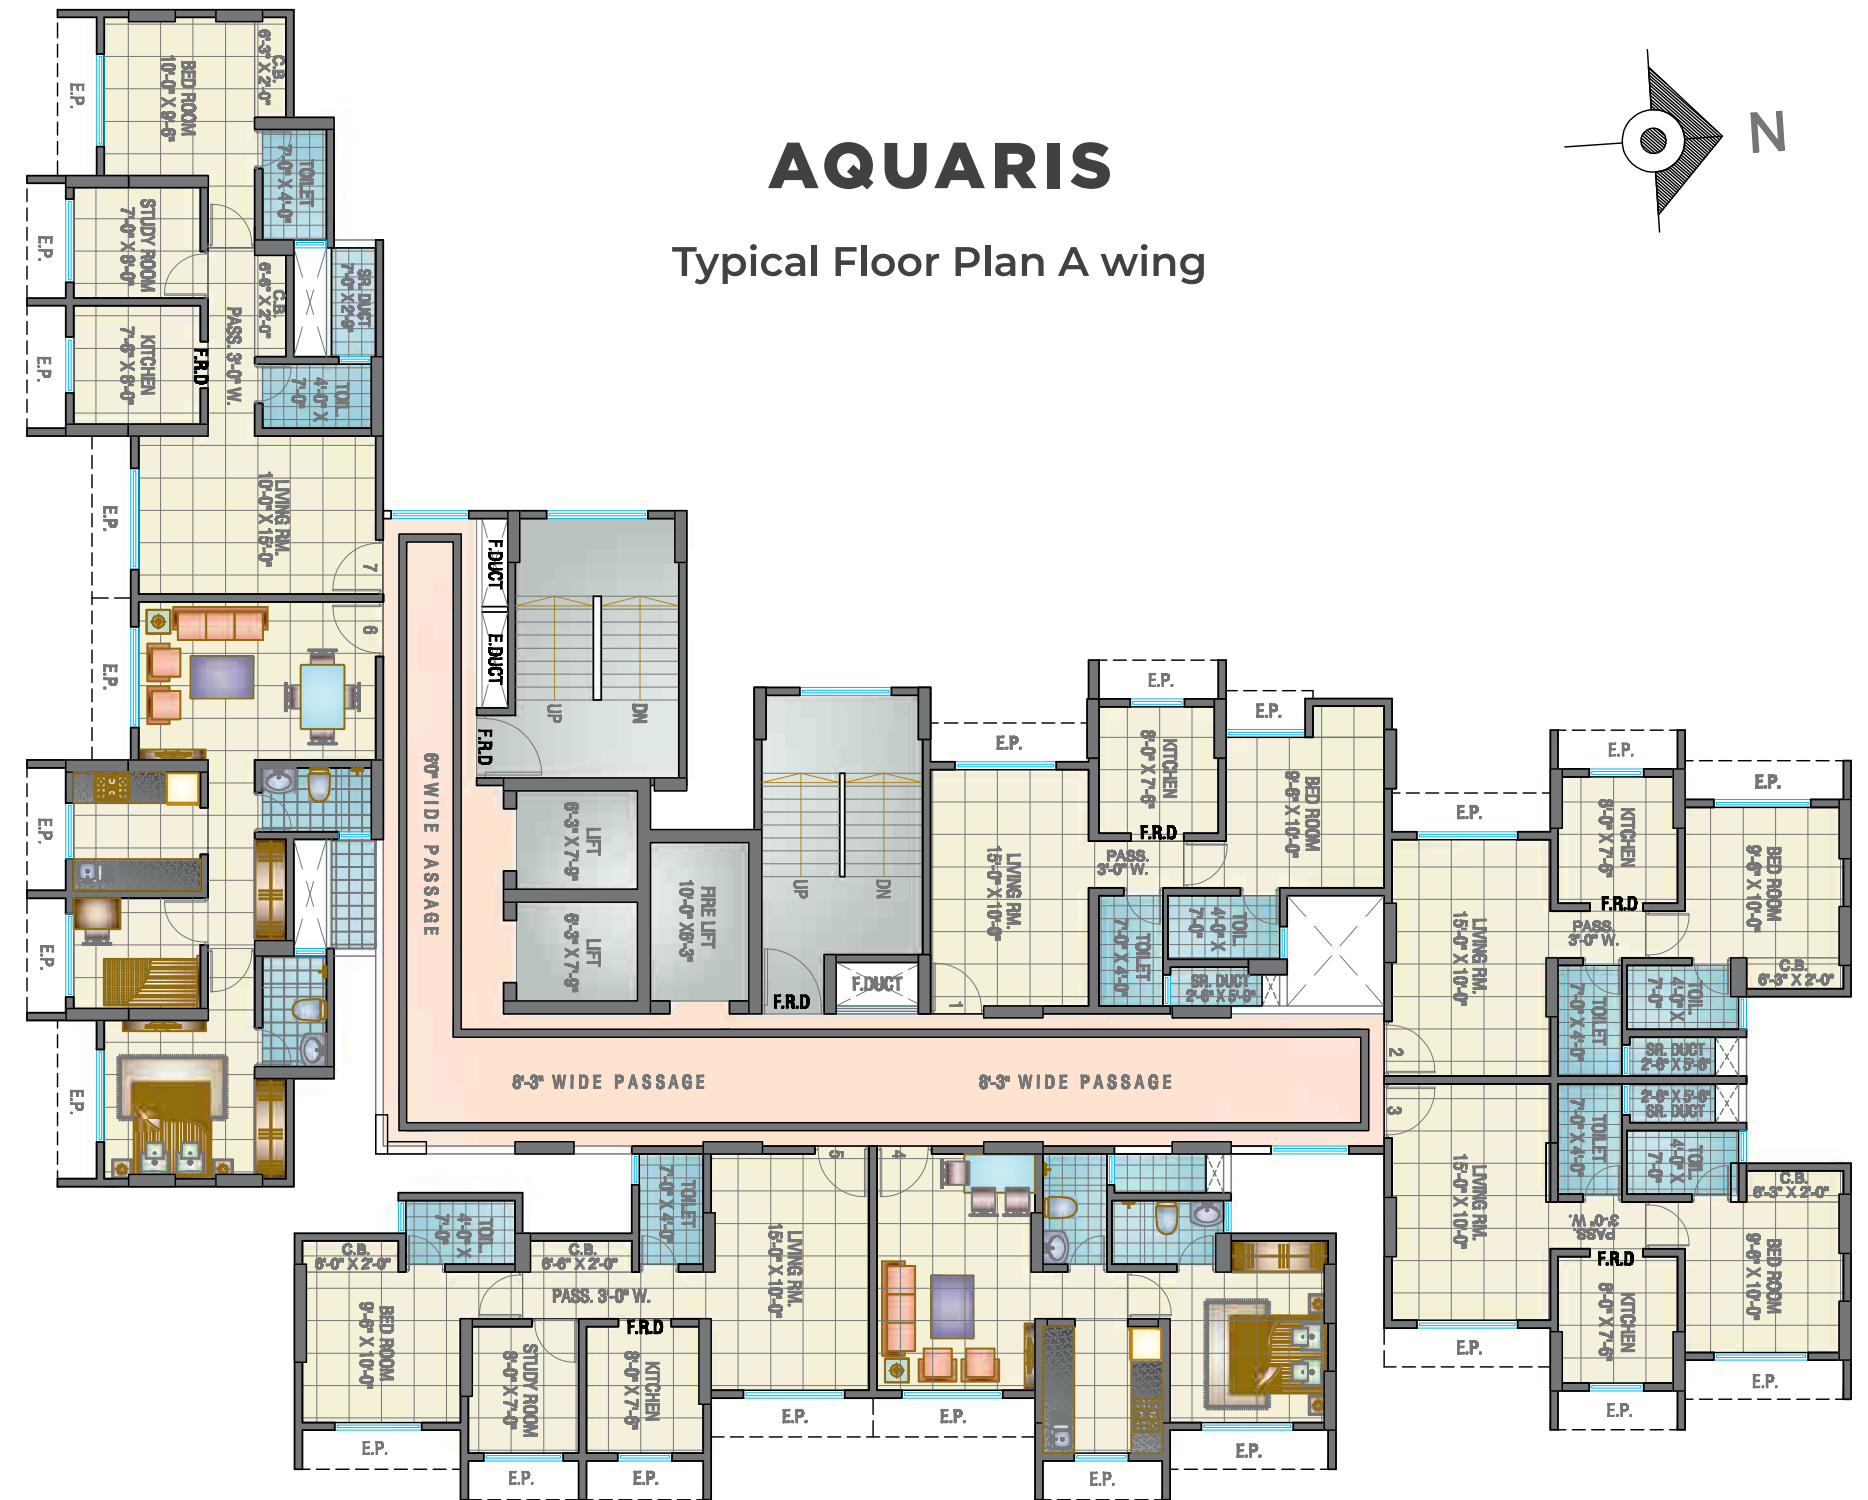 AQUARIS
Typical Floor Plan A wing
N
E.P.
BED ROOM
10'-0" X 9'-6"
C.B.
6'-3" X 2'-0"
TOILET
7'-0" X 4'-0"
E.P.
STUDY ROOM
C.B.
6'-6" X 2'-0"
SR. DUCT
E.P.
KITCHEN
F.R.D
PASS. 3'-0" W.
TOIL.
4'-0" X
7'-0"
E.P.
LIVING RM.
10'-0" X 15'-0"
7
6
E.P.
E.P.
E.P.
E.P.
F.DUCT
E.DUCT
UP
DN
F.R.D
6'0" WIDE PASSAGE
LIFT
6'-3" X 7'-9"
LIFT
6'-3" X 7'-9"
FIRE LIFT
10'-0" X6'-3"
UP
DN
F.R.D
F.DUCT
E.P.
LIVING RM.
15'-0" X 10'-0"
1
E.P.
KITCHEN
8'-0" X 7'-6"
F.R.D
PASS.
3'-0" W.
E.P.
BED ROOM
9'-6" X 10'-0"
TOILET
7'-0" X 4'-0"
TOIL.
4'-0" X
7'-0"
SR. DUCT
2'-6" X 5'-6"
E.P.
LIVING RM.
15'-0" X 10'-0"
2
E.P.
KITCHEN
8'-0" X 7'-6"
F.R.D
PASS.
3'-0" W.
E.P.
BED ROOM
9'-6" X 10'-0"
C.B.
6'-3" X 2'-0"
TOILET
7'-0" X 4'-0"
TOIL.
4'-0" X
7'-0"
SR. DUCT
2'-6" X 5'-6"
8'-3" WIDE PASSAGE
8'-3" WIDE PASSAGE
3
LIVING RM.
15'-0" X 10'-0"
E.P.
2'-6" X 5'-6"
SR. DUCT
TOILET
7'-0" X 4'-0"
TOIL.
4'-0" X
7'-0"
C.B.
6'-3" X 2'-0"
PASS.
3'-0" W.
F.R.D
KITCHEN
8'-0" X 7'-6"
E.P.
BED ROOM
9'-6" X 10'-0"
E.P.
5
4
TOILET
7'-0" X 4'-0"
LIVING RM.
15'-0" X 10'-0"
TOIL.
4'-0" X
7'-0"
C.B.
6'-0" X 2'-0"
C.B.
6'-6" X 2'-0"
PASS. 3'-0" W.
F.R.D
BED ROOM
9'-6" X 10'-0"
STUDY ROOM
8'-0" X 7'-0"
KITCHEN
8'-0" X 7'-6"
E.P.
E.P.
E.P.
E.P.
E.P.
E.P.
E.P.